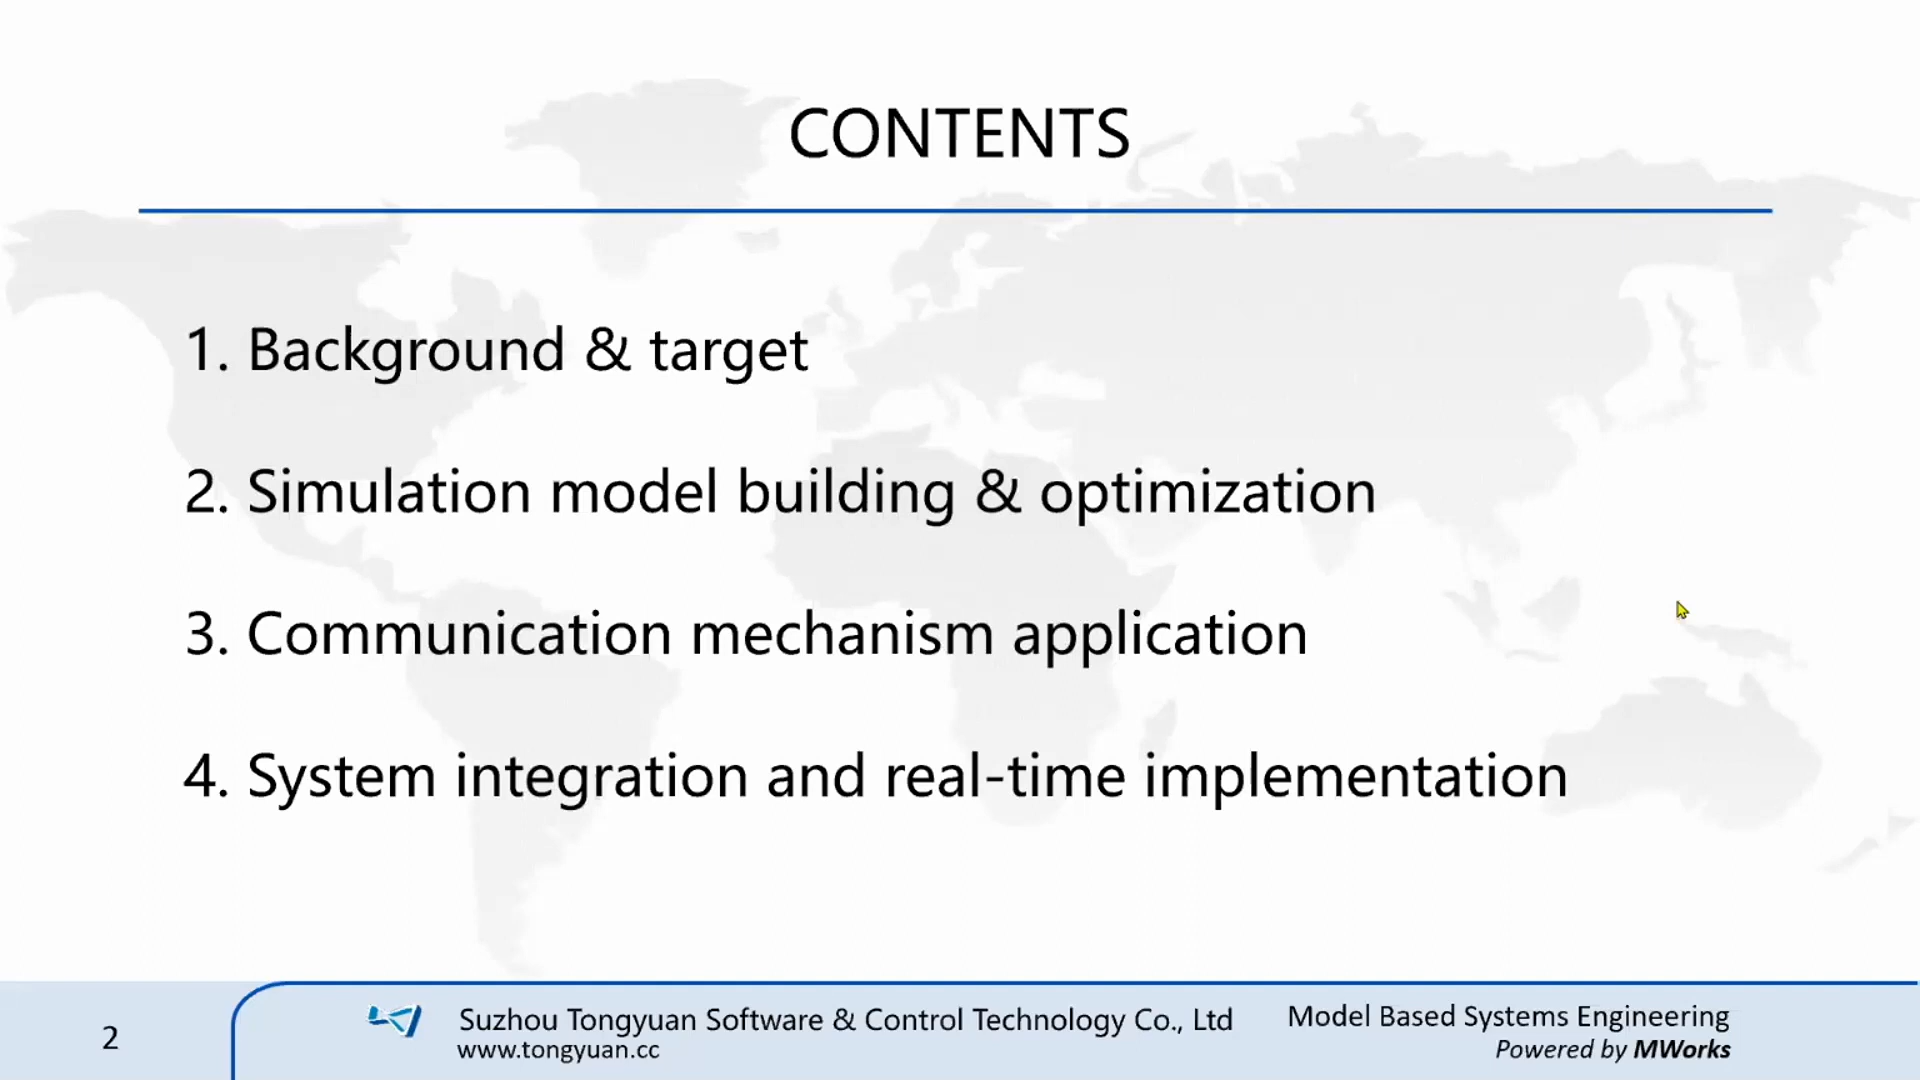 CONTENTS
1. Background & target
2. Simulation model building & optimization
3. Communication mechanism application
4. System integration and real-time implementation
2
Suzhou Tongyuan Software & Control Technology Co., Ltd
www.tongyuan.cc
Model Based Systems Engineering
Powered by MWorks